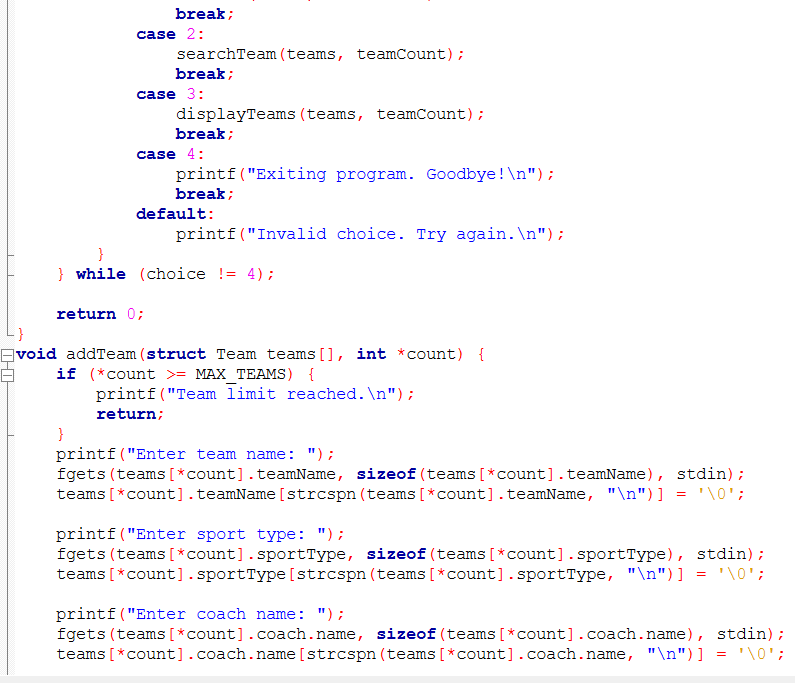 break;
            case 2:
                searchTeam(teams, teamCount);
                break;
            case 3:
                displayTeams(teams, teamCount);
                break;
            case 4:
                printf("Exiting program. Goodbye!\n");
                break;
            default:
                printf("Invalid choice. Try again.\n");
        }
    } while (choice != 4);

    return 0;
}
void addTeam(struct Team teams[], int *count) {
    if (*count >= MAX_TEAMS) {
        printf("Team limit reached.\n");
        return;
    }
    printf("Enter team name: ");
    fgets(teams[*count].teamName, sizeof(teams[*count].teamName), stdin);
    teams[*count].teamName[strcspn(teams[*count].teamName, "\n")] = '\0';

    printf("Enter sport type: ");
    fgets(teams[*count].sportType, sizeof(teams[*count].sportType), stdin);
    teams[*count].sportType[strcspn(teams[*count].sportType, "\n")] = '\0';

    printf("Enter coach name: ");
    fgets(teams[*count].coach.name, sizeof(teams[*count].coach.name), stdin);
    teams[*count].coach.name[strcspn(teams[*count].coach.name, "\n")] = '\0';